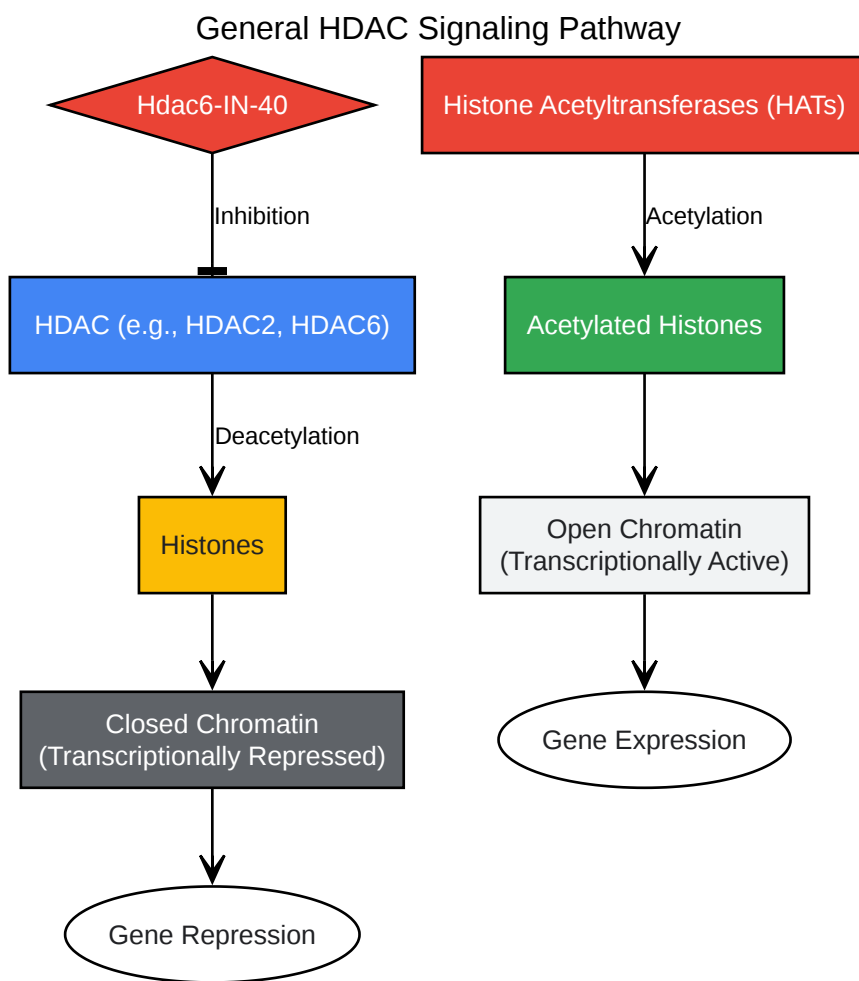 General HDAC Signaling Pathway
Hdac6-IN-40
Histone Acetyltransferases (HATs)
Inhibition
Acetylation
HDAC (e.g., HDAC2, HDAC6)
Acetylated Histones
Deacetylation
Histones
Open Chromatin
(Transcriptionally Active)
Closed Chromatin
(Transcriptionally Repressed)
Gene Expression
Gene Repression